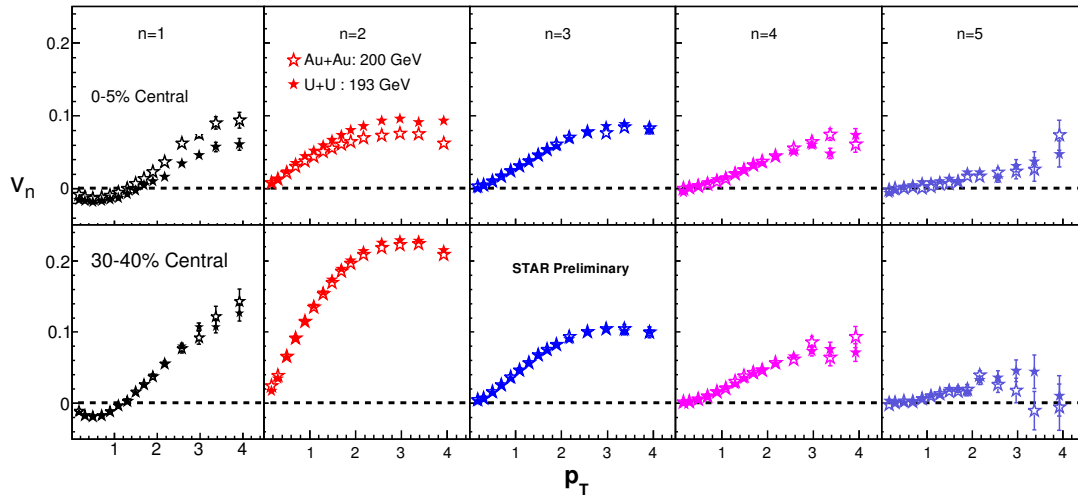 n=1 n=2 n=3 n=4 n=5
Au+Au: 200 GeV
U+U : 193 GeV
0-5% Central
0.2
0.1
0
v_n
30-40% Central
STAR Preliminary
0.2
0.1
0
1 2 3 4 1 2 3 4 1 2 3 4 1 2 3 4 1 2 3 4
p_T